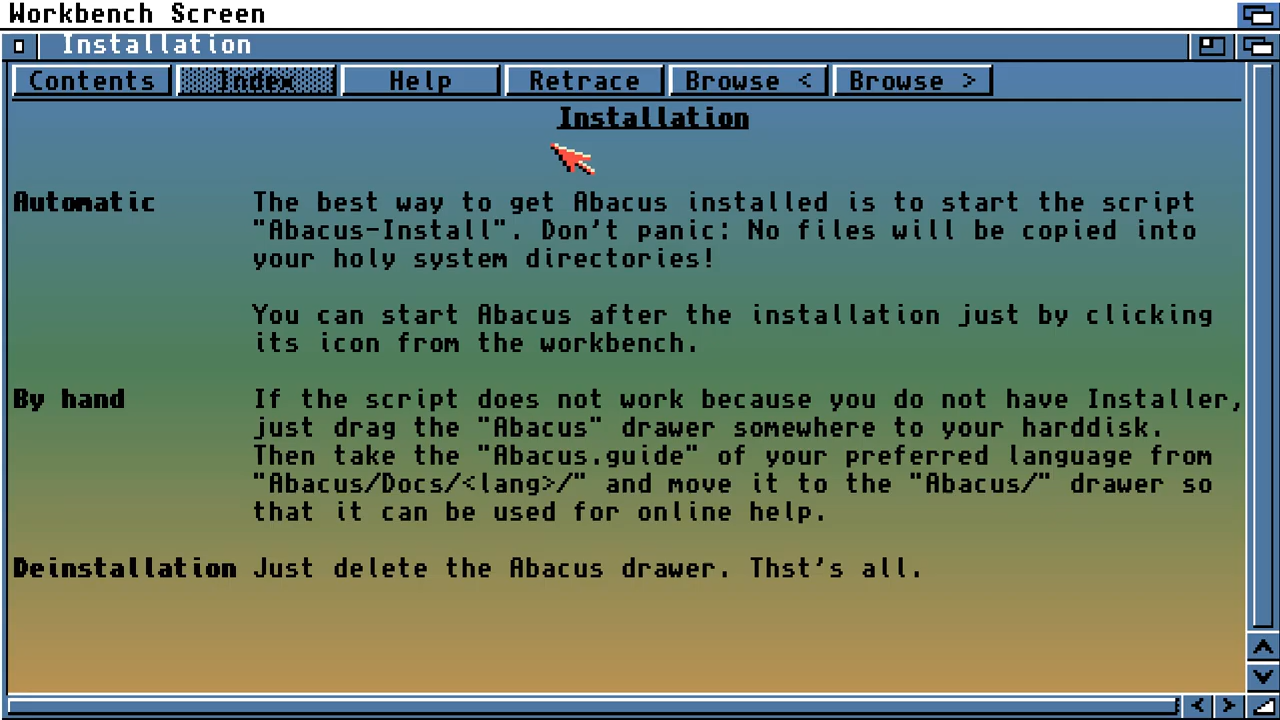 Workbench Screen
Installation
Contents Index Help Retrace Browse < Browse >
Installation
Automatic The best way to get Abacus installed is to start the script
"Abacus-Install". Don't panic: No files will be copied into
your holy system directories!
You can start Abacus after the installation just by clicking
its icon from the workbench.
By hand If the script does not work because you do not have Installer,
just drag the "Abacus" drawer somewhere to your harddisk.
Then take the "Abacus.guide" of your preferred language from
"Abacus/Docs/<lang>/" and move it to the "Abacus/" drawer so
that it can be used for online help.
Deinstallation Just delete the Abacus drawer. Thst's all.